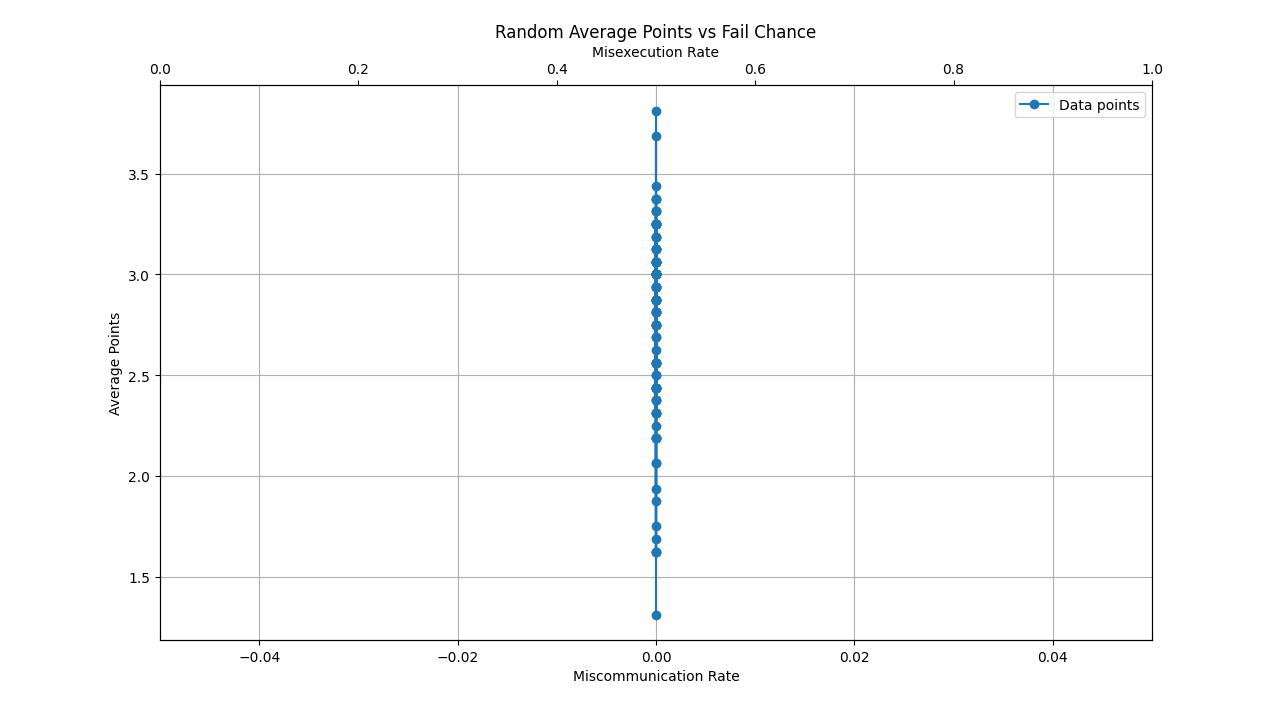 Random Average Points vs Fail Chance
Misexecution Rate
0.0 0.2 0.4 0.6 0.8 1.0
Data points
3.5
3.0
2.5
2.0
1.5
Average Points
−0.04 −0.02 0.00 0.02 0.04
Miscommunication Rate